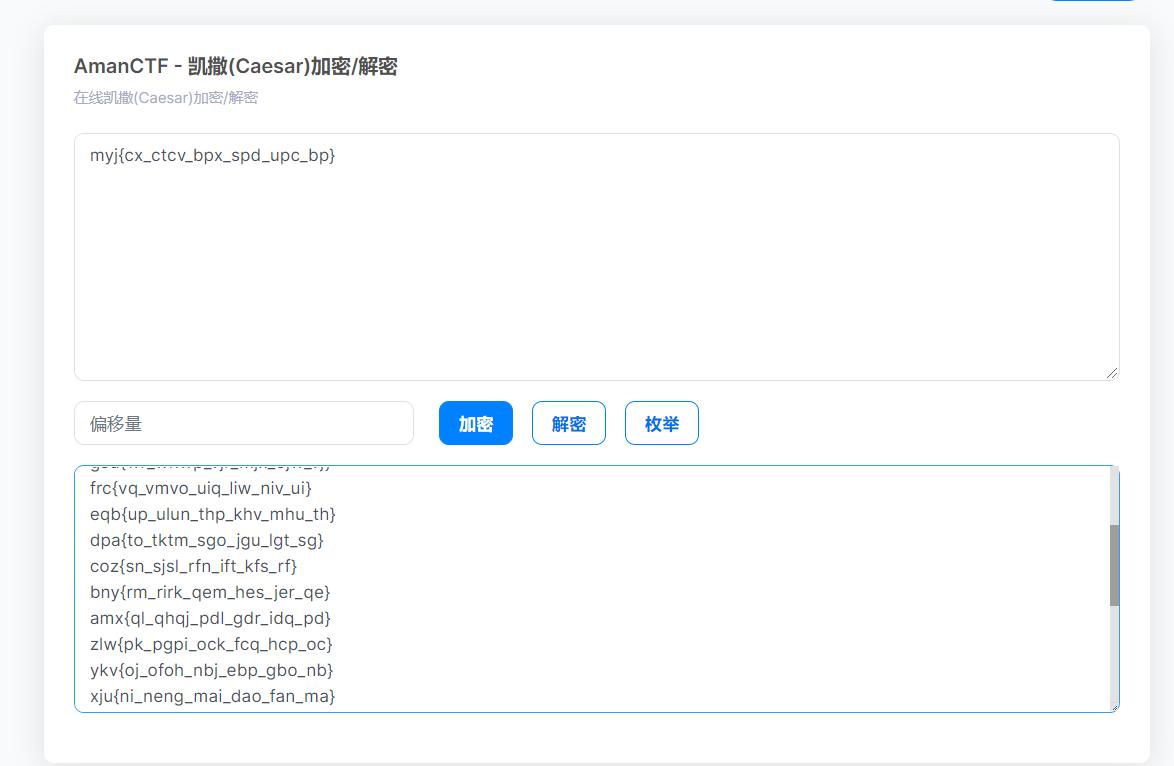 AmanCTF - 凯撒(Caesar)加密/解密
在线凯撒(Caesar)加密/解密
myj{cx_ctcv_bpx_spd_upc_bp}
偏移量 加密 解密 枚举
frc{vq_vmvo_uiq_liw_niv_ui}
eqb{up_ulun_thp_khv_mhu_th}
dpa{to_tktm_sgo_jgu_lgt_sg}
coz{sn_sjsl_rfn_ift_kfs_rf}
bny{rm_rirk_qem_hes_jer_qe}
amx{ql_qhqj_pdl_gdr_idq_pd}
zlw{pk_pgpi_ock_fcq_hcp_oc}
ykv{oj_ofoh_nbj_ebp_gbo_nb}
xju{ni_neng_mai_dao_fan_ma}